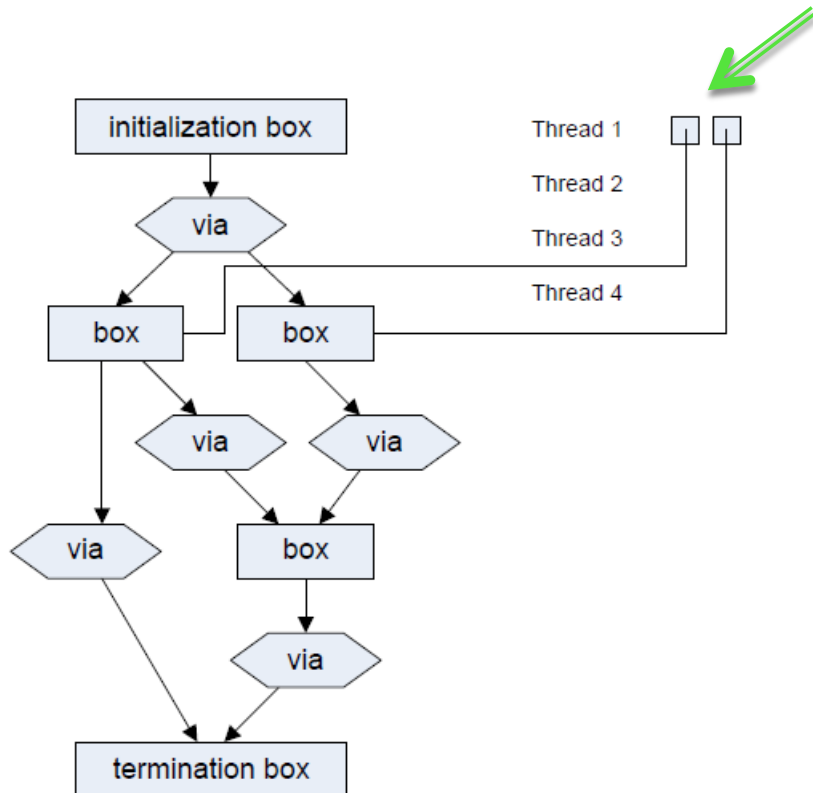 initialization box
Thread 1
Thread 2
via
Thread 3
Thread 4
box
box
via
via
via
box
via
termination box